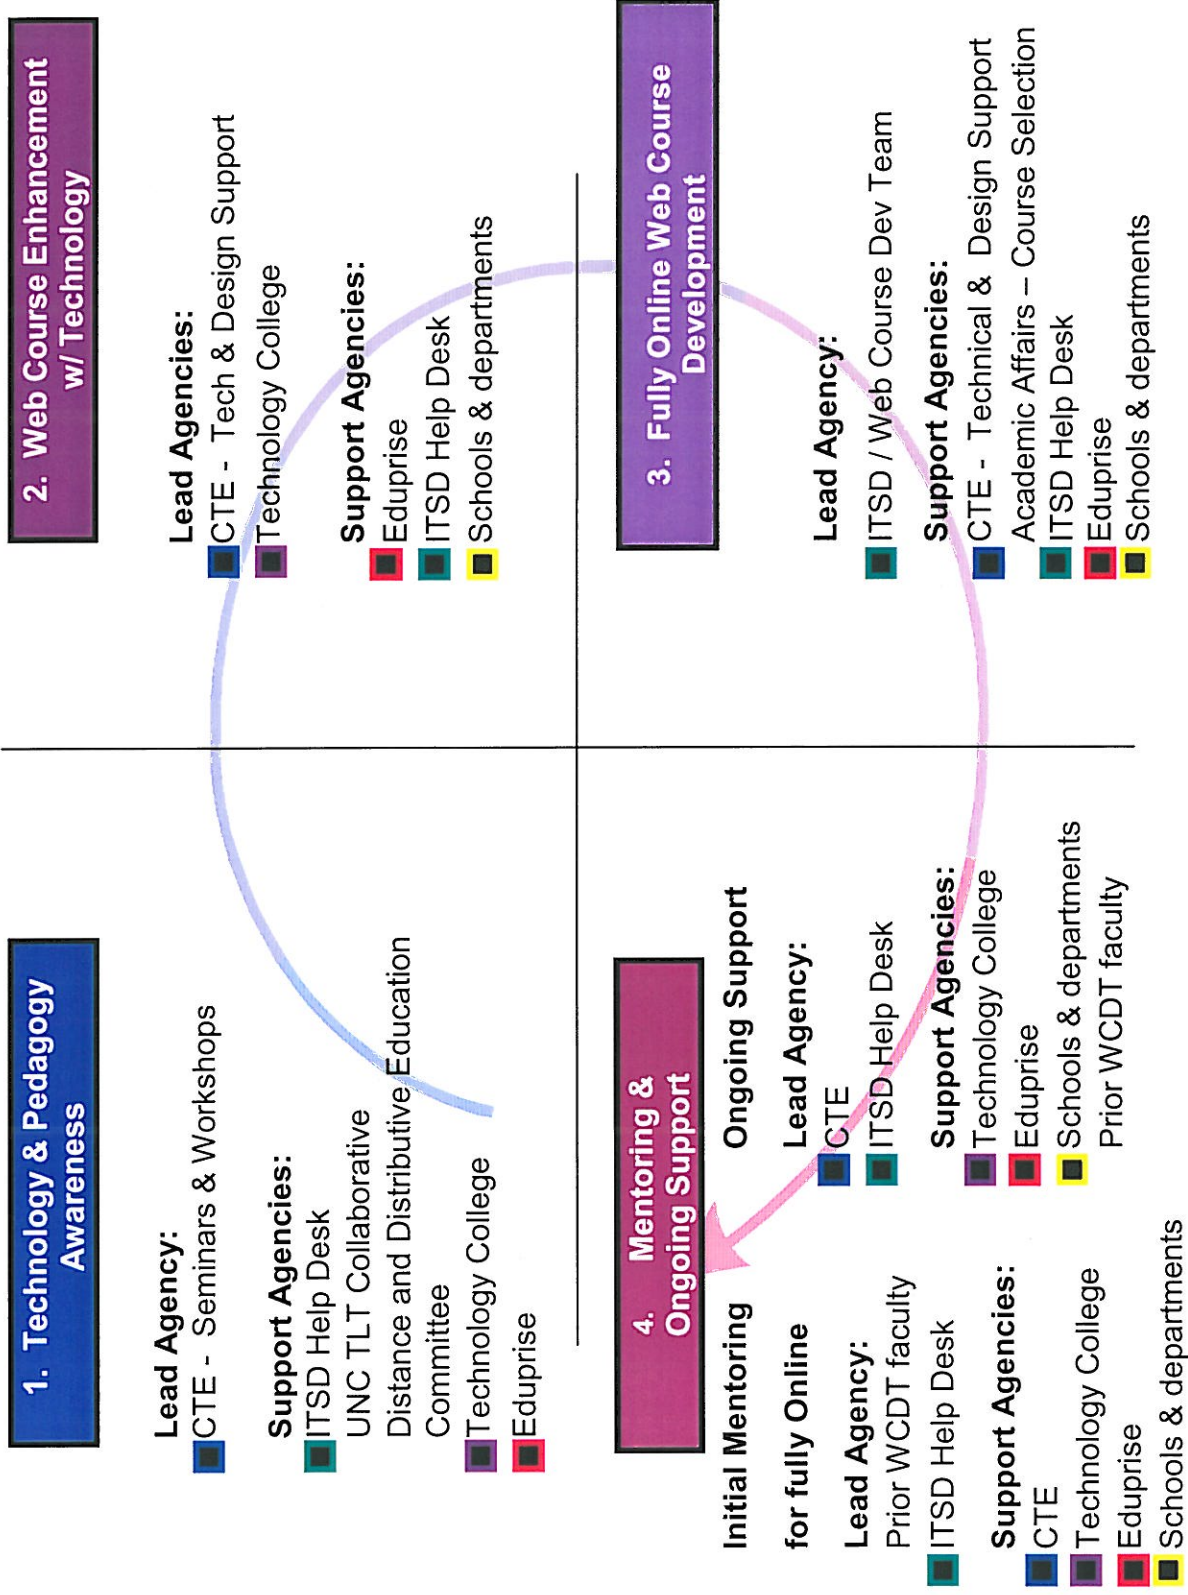 1. Technology & Pedagogy
Awareness
Lead Agency:
CTE - Seminars & Workshops
Support Agencies:
ITSD Help Desk
UNC TLT Collaborative
Distance and Distributive Education
Committee
Technology College
Eduprise
2. Web Course Enhancement
w/ Technology
Lead Agencies:
CTE - Tech & Design Support
Technology College
Support Agencies:
Eduprise
ITSD Help Desk
Schools & departments
3. Fully Online Web Course
Development
Lead Agency:
ITSD / Web Course Dev Team
Support Agencies:
CTE - Technical & Design Support
Academic Affairs – Course Selection
ITSD Help Desk
Eduprise
Schools & departments
4. Mentoring &
Ongoing Support
Initial Mentoring
for fully Online
Lead Agency:
Prior WCDT faculty
ITSD Help Desk
Support Agencies:
CTE
Technology College
Eduprise
Schools & departments
Ongoing Support
Lead Agency:
CTE
ITSD Help Desk
Support Agencies:
Technology College
Eduprise
Schools & departments
Prior WCDT faculty